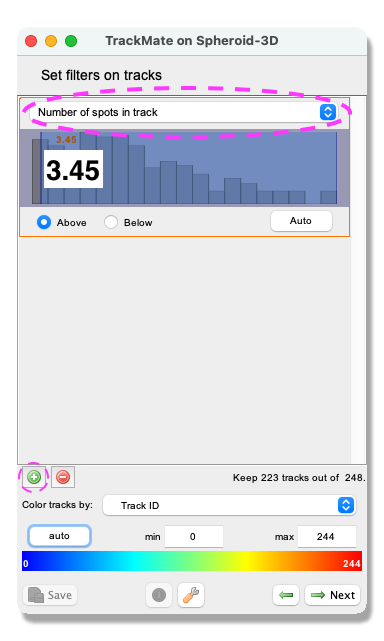 TrackMate on Spheroid-3D
Set filters on tracks
Number of spots in track
3.45
3.45
Above Below Auto
Keep 223 tracks out of 248.
Color tracks by: Track ID
auto min 0 max 244
0 244
Save Next